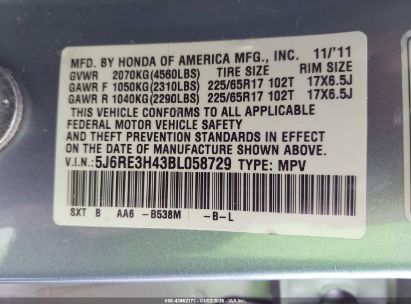 MFD. BY HONDA OF AMERICA MFG., INC. 11/'11
GVWR 2070KG(4560LBS) TIRE SIZE RIM SIZE
GAWR F 1050KG(2310LBS) 225/65R17 102T 17X6.5J
GAWR R 1040KG(2290LBS) 225/65R17 102T 17X6.5J
THIS VEHICLE CONFORMS TO ALL APPLICABLE
FEDERAL MOTOR VEHICLE SAFETY
AND THEFT PREVENTION STANDARDS IN EFFECT
ON THE DATE OF MANUFACTURE SHOWN ABOVE.
V.I.N.: 5J6RE3H43BL058729 TYPE: MPV
SXT B AA6 -B538M -B-L